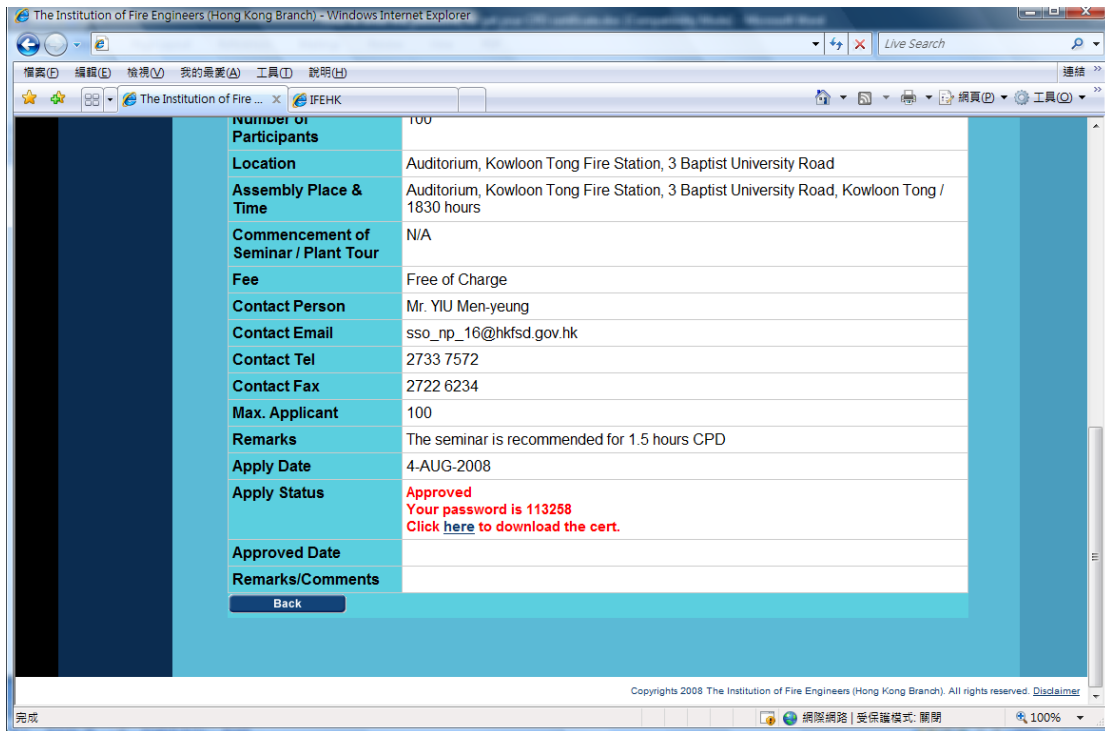 The Institution of Fire Engineers (Hong Kong Branch) - Windows Internet Explorer
Live Search
檔案(F) 編輯(E) 檢視(V) 我的最愛(A) 工具(T) 說明(H) 連結 »
The Institution of Fire ... x IFEHK 網頁(P) 工具(O) »
Number of 100
Participants
Location Auditorium, Kowloon Tong Fire Station, 3 Baptist University Road
Assembly Place & Auditorium, Kowloon Tong Fire Station, 3 Baptist University Road, Kowloon Tong /
Time 1830 hours
Commencement of N/A
Seminar / Plant Tour
Fee Free of Charge
Contact Person Mr. YIU Men-yeung
Contact Email sso_np_16@hkfsd.gov.hk
Contact Tel 2733 7572
Contact Fax 2722 6234
Max. Applicant 100
Remarks The seminar is recommended for 1.5 hours CPD
Apply Date 4-AUG-2008
Apply Status Approved
Your password is 113258
Click here to download the cert.
Approved Date
Remarks/Comments
Back
Copyrights 2008 The Institution of Fire Engineers (Hong Kong Branch). All rights reserved. Disclaimer
完成 網際網路 | 受保護模式: 關閉 100%